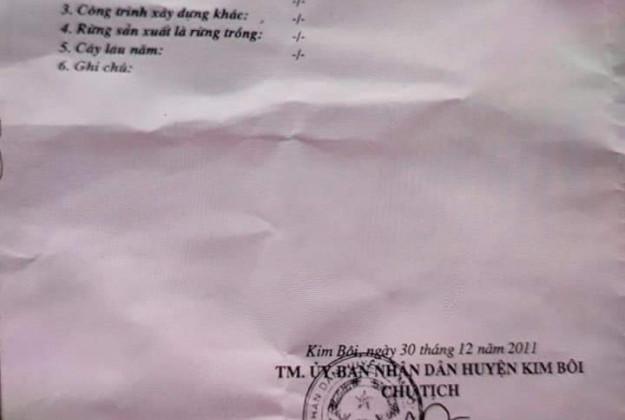 -/-
3. Công trình xây dựng khác: -/-
4. Rừng sản xuất là rừng trồng: -/-
5. Cây lâu năm: -/-
6. Ghi chú:
Kim Bôi, ngày 30 tháng 12 năm 2011
TM. ỦY BAN NHÂN DÂN HUYỆN KIM BÔI
CHỦ TỊCH